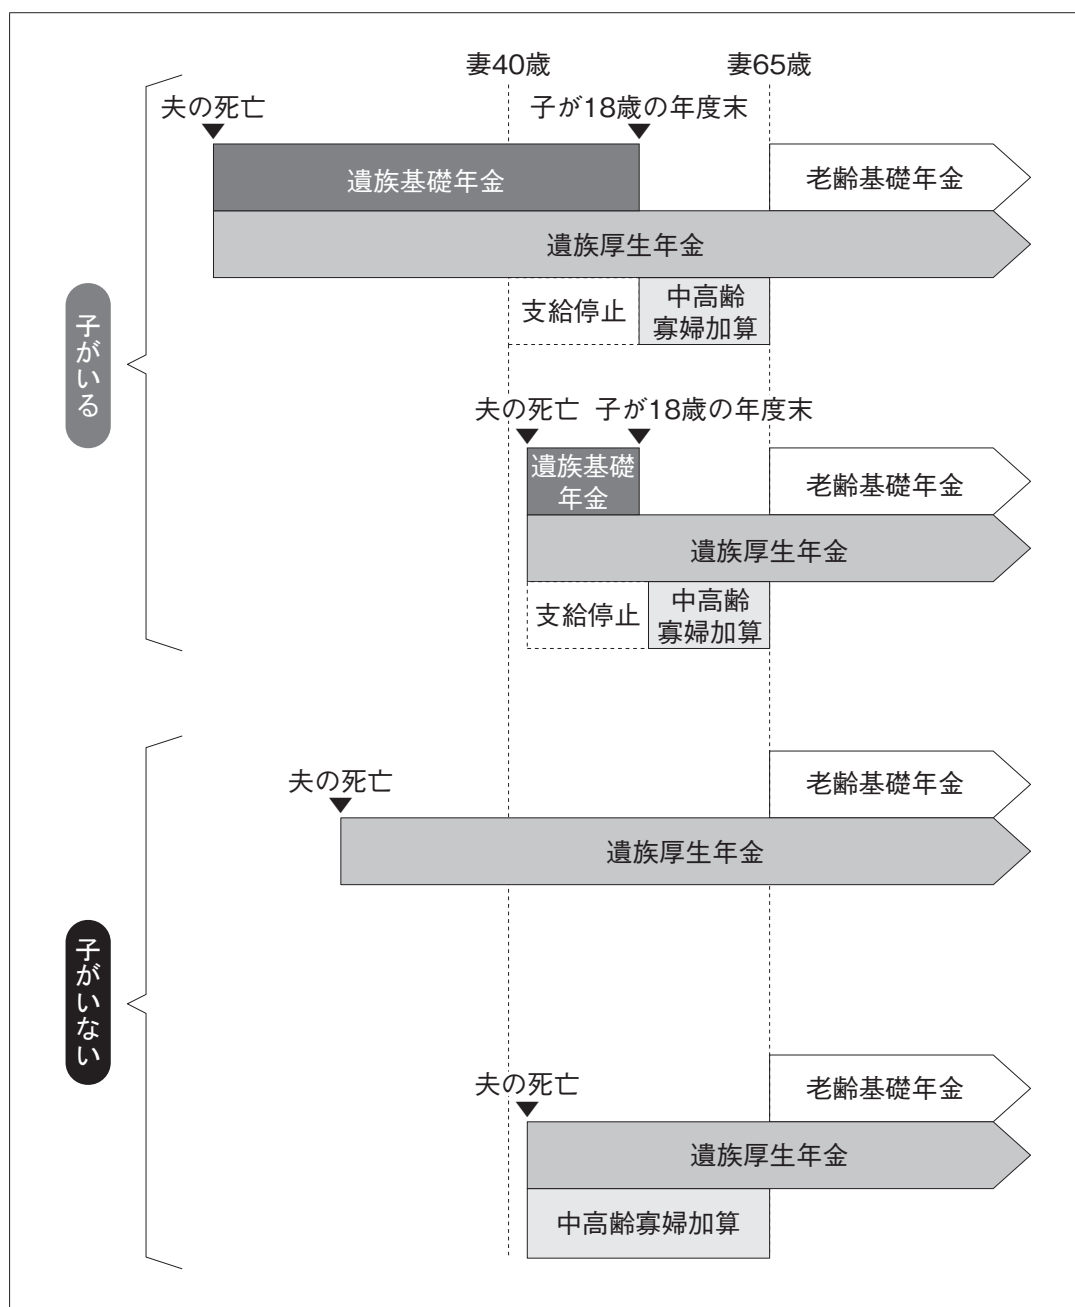 妻40歳
妻65歳
夫の死亡
子が18歳の年度末
遺族基礎年金
老齢基礎年金
遺族厚生年金
支給停止
中高齢
寡婦加算
子がいる
夫の死亡
子が18歳の年度末
遺族基礎
年金
老齢基礎年金
遺族厚生年金
支給停止
中高齢
寡婦加算
夫の死亡
老齢基礎年金
遺族厚生年金
子がいない
夫の死亡
老齢基礎年金
遺族厚生年金
中高齢寡婦加算